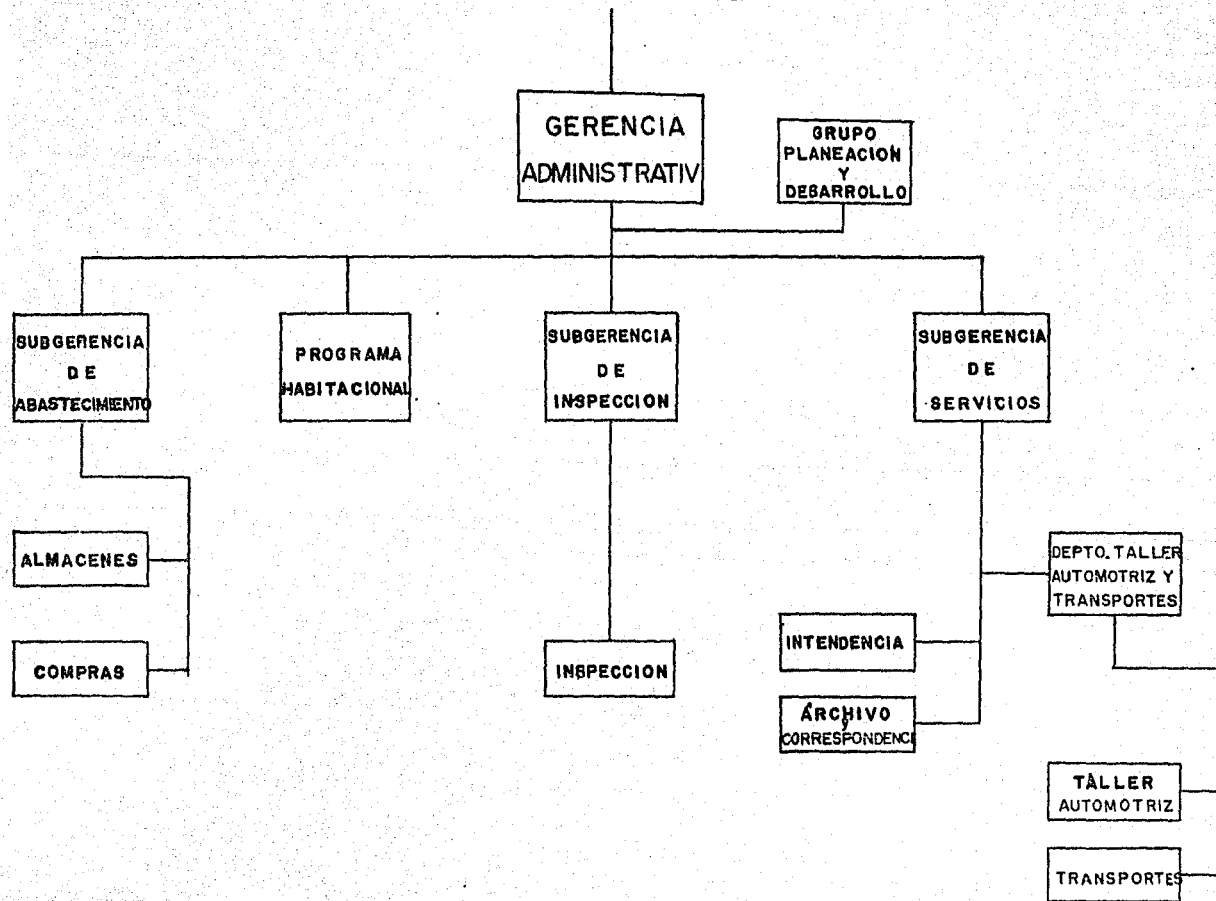 GERENCIA
ADMINISTRATIV
GRUPO
PLANEACION
Y
DEBARROLLO
SUBGERENCIA
DE
ABASTECIMIENTO
PROGRAMA
HABITACIONAL
SUBGERENCIA
DE
INSPECCION
SUBGERENCIA
DE
SERVICIOS
ALMACENES
COMPRAS
INSPECCION
INTENDENCIA
ARCHIVO
y
CORRESPONDENCI
DEPTO. TALLER
AUTOMOTRIZ Y
TRANSPORTES
TALLER
AUTOMOTRIZ
TRANSPORTES